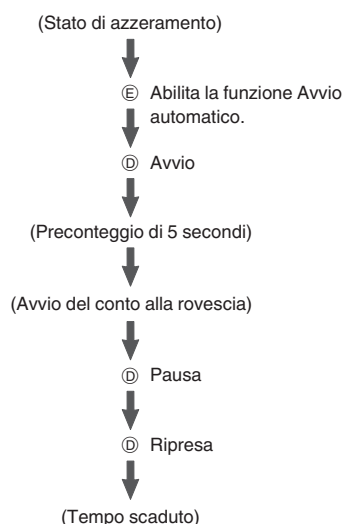 (Stato di azzeramento)
Ⓔ Abilita la funzione Avvio
automatico.
Ⓓ Avvio
(Preconteggio di 5 secondi)
(Avvio del conto alla rovescia)
Ⓓ Pausa
Ⓓ Ripresa
(Tempo scaduto)